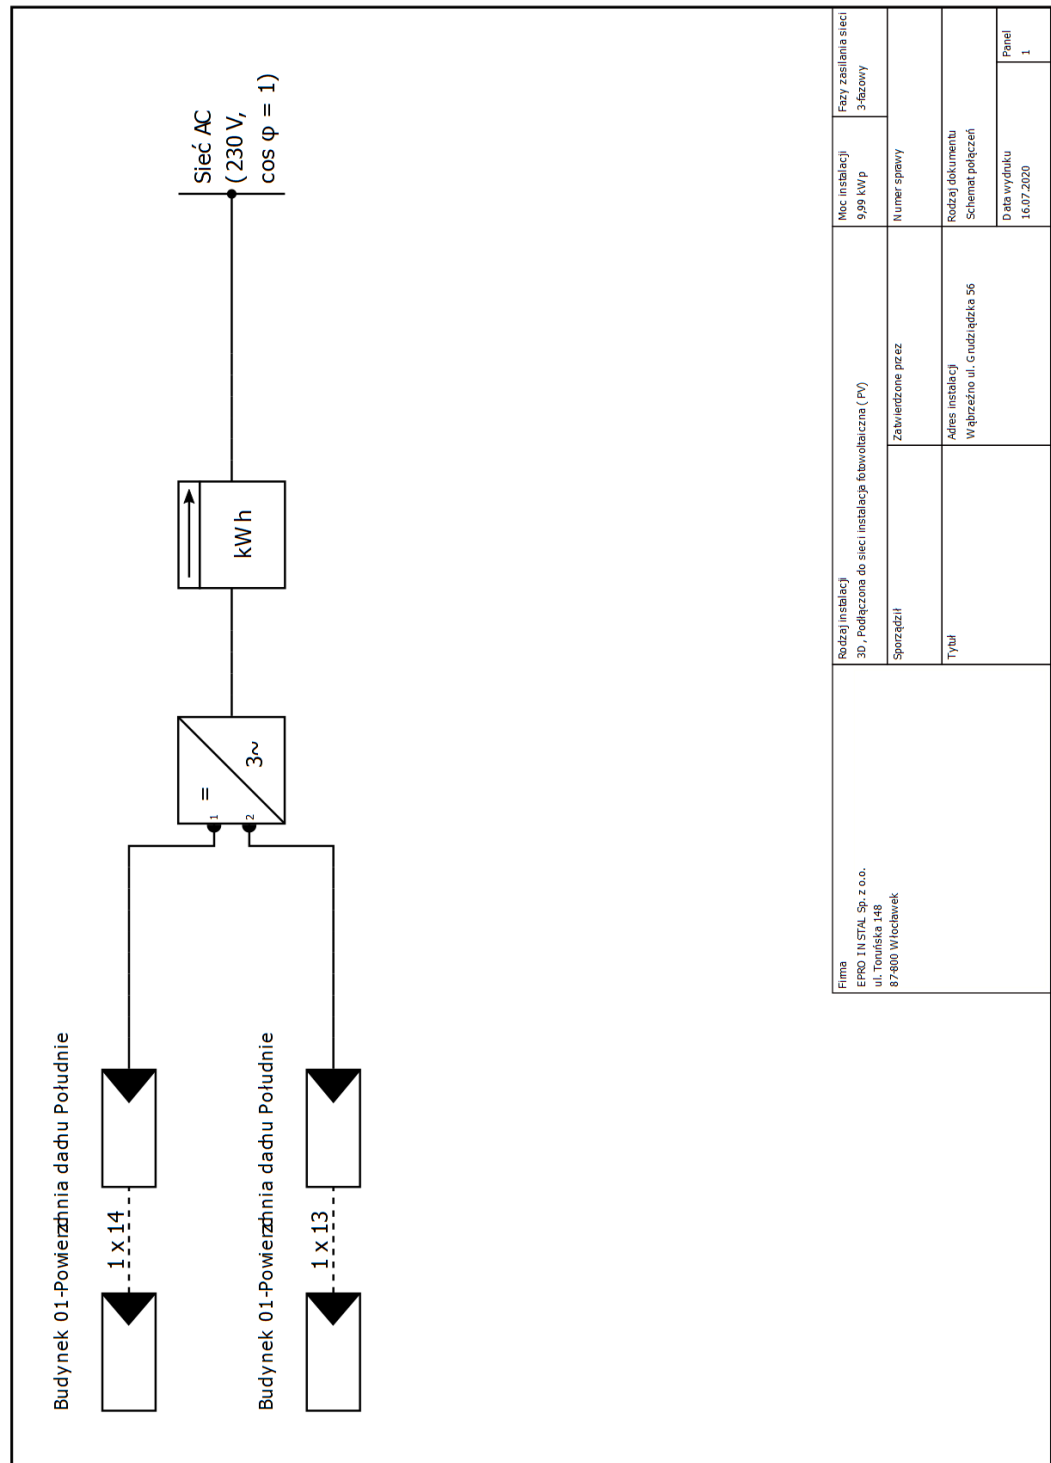 Budynek 01-Powierzchnia dachu Południe
1 x 14
Budynek 01-Powierzchnia dachu Południe
1 x 13
1
2
=
3~
kWh
Sieć AC
(230 V,
cos φ = 1)
Firma
EPRO INSTAL Sp. z o.o.
ul. Toruńska 148
87-800 Włocławek
Rodzaj instalacji
3D, Podłączona do sieci instalacja fotowoltaiczna (PV)
Moc instalacji
9,99 kWp
Fazy zasilania sieci
3-fazowy
Sporządził
Zatwierdzone przez
Numer sprawy
Tytuł
Adres instalacji
Wąbrzeźno ul. Grudziądzka 56
Rodzaj dokumentu
Schemat połączeń
Data wydruku
16.07.2020
Panel
1